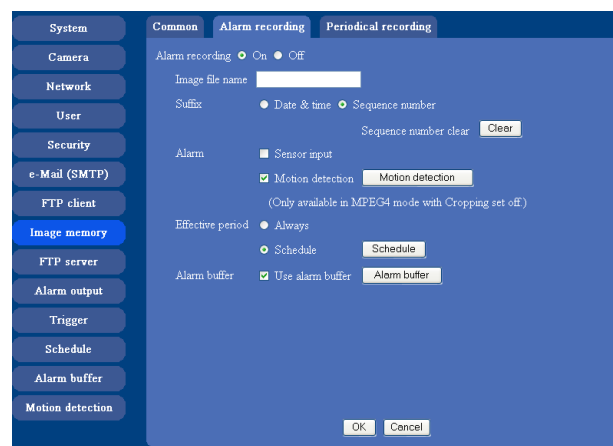 System
Camera
Network
User
Security
e-Mail (SMTP)
FTP client
Image memory
FTP server
Alarm output
Trigger
Schedule
Alarm buffer
Motion detection
Common Alarm recording Periodical recording
Alarm recording On Off
Image file name
Suffix Date & time Sequence number
Sequence number clear Clear
Alarm Sensor input
Motion detection Motion detection
(Only available in MPEG4 mode with Cropping set off.)
Effective period Always
Schedule Schedule
Alarm buffer Use alarm buffer Alarm buffer
OK Cancel